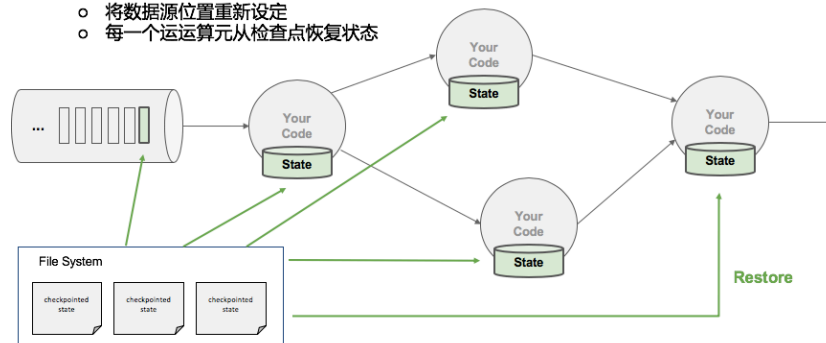 将数据源位置重新设定
每一个运运算元从检查点恢复状态
Your
Code
State
...
Your
Code
State
Your
Code
State
Your
Code
State
File System
checkpointed
state
checkpointed
state
checkpointed
state
Restore